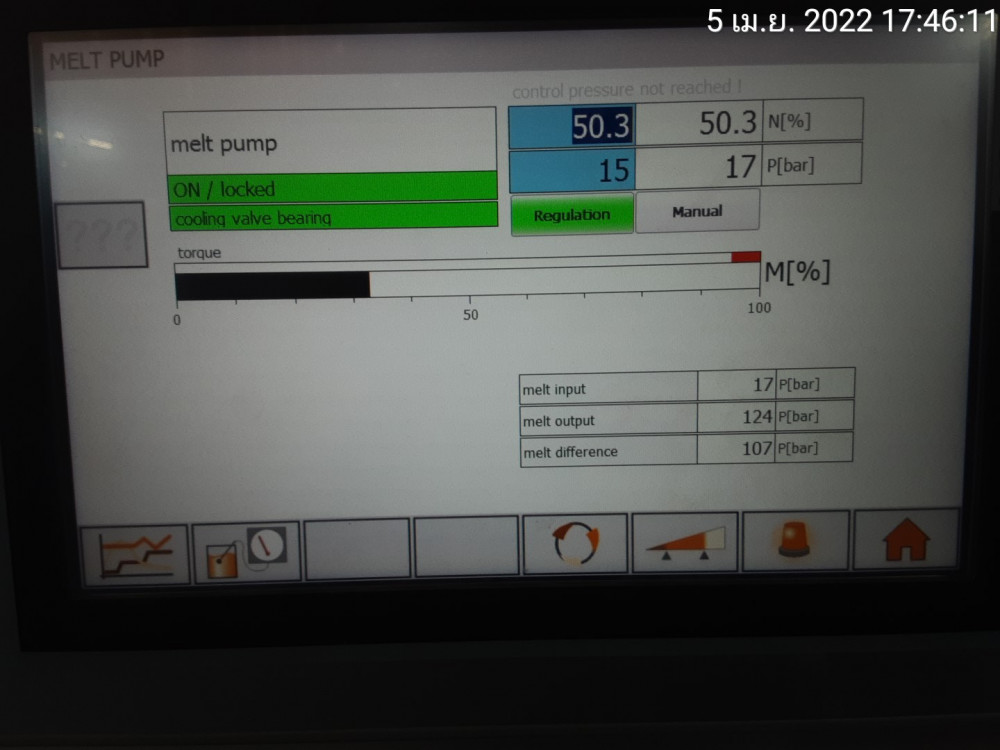 5 เม.ย. 2022 17:46:11
MELT PUMP
control pressure not reached !
melt pump
50.3 50.3 N[%]
15 17 P[bar]
ON / locked
cooling valve bearing
Regulation Manual
???
torque
M[%]
0 50 100
melt input 17 P[bar]
melt output 124 P[bar]
melt difference 107 P[bar]